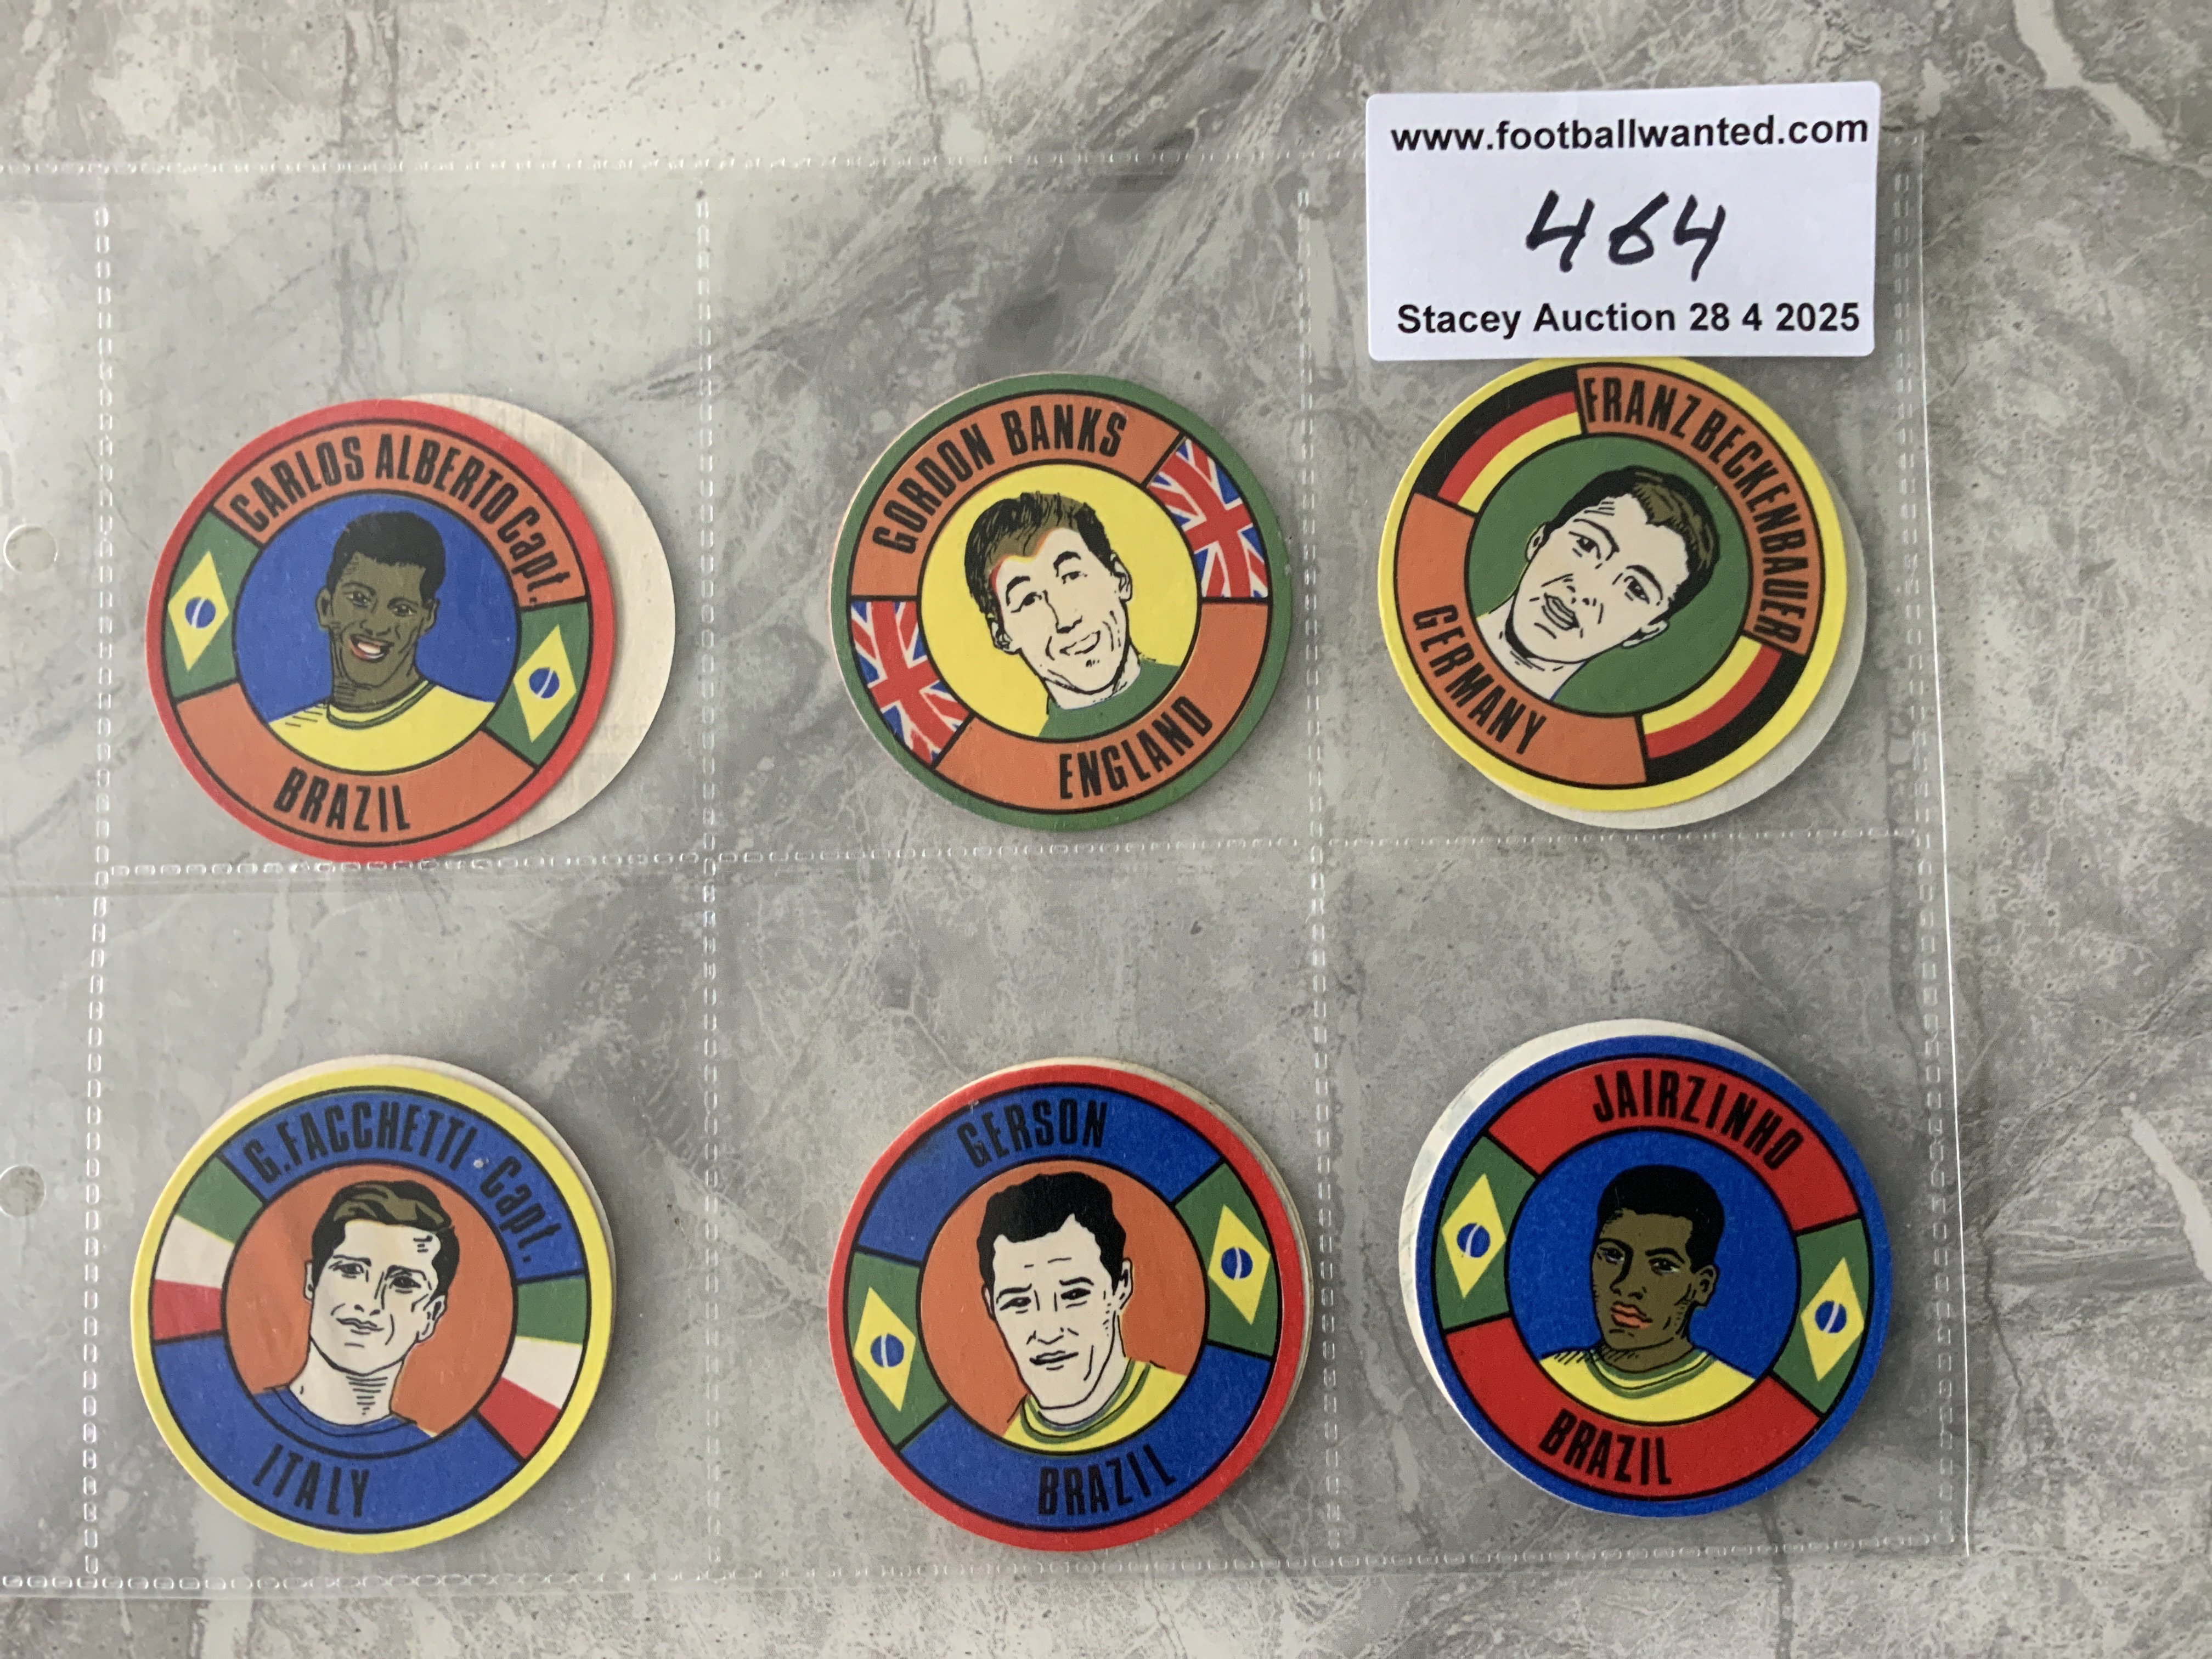 www.footballwanted.com
464
Stacey Auction 28 4 2025
CARLOS ALBERTO Capt.
BRAZIL
GORDON BANKS
ENGLAND
FRANZ BECKENBAUER
GERMANY
G.FACCHETTI · Capt.
ITALY
GERSON
BRAZIL
JAIRZINHO
BRAZIL